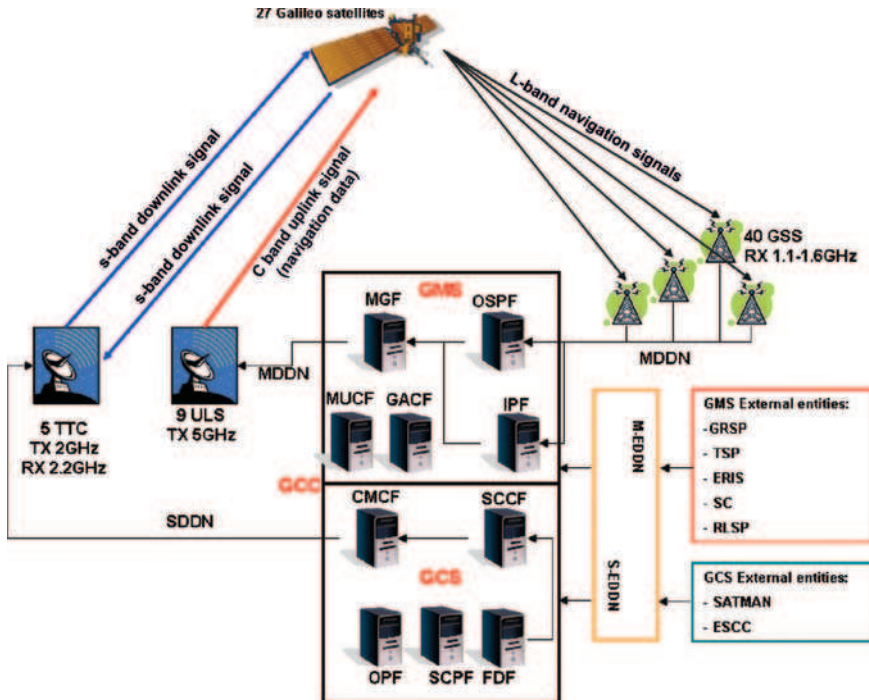 27 Galileo satellites
L-band navigation signals
s-band downlink signal
s-band downlink signal
C band uplink signal
(navigation data)
40 GSS
RX 1.1-1.6GHz
GMS
MGF
OSPF
MDDN
MDDN
5 TTC
TX 2GHz
RX 2.2GHz
9 ULS
TX 5GHz
MUCF
GACF
IPF
GCC
M-EDDN
GMS External entities:
-GRSP
- TSP
- ERIS
- SC
- RLSP
SDDN
CMCF
SCCF
GCS
S-EDDN
GCS External entities:
- SATMAN
- ESCC
OPF
SCPF
FDF